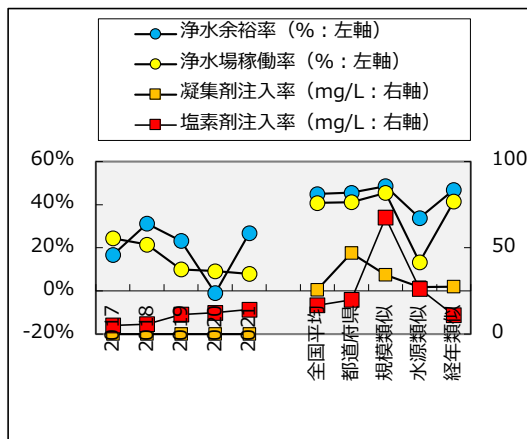 浄水余裕率（%：左軸）
浄水場稼働率（%：左軸）
凝集剤注入率（mg/L：右軸）
塩素剤注入率（mg/L：右軸）
60%
40%
20%
0%
-20%
100
50
0
全国平均
都道府県
規模類似
水源類似
経年類似